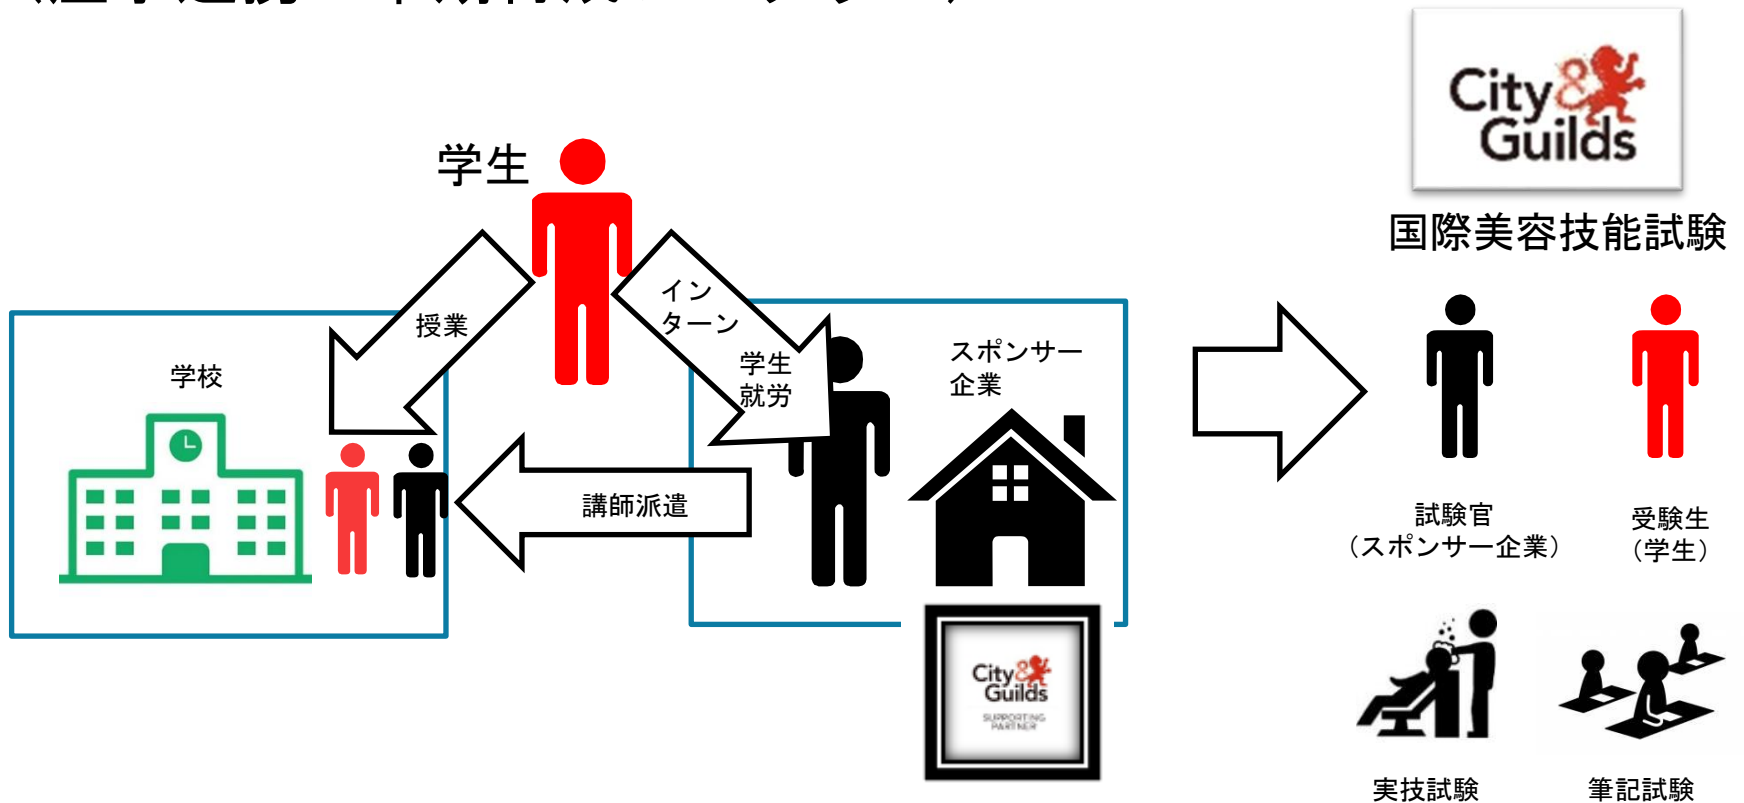 City&
Guilds
国際美容技能試験
学生
授業
イン
ターン
学生
就労
学校
スポンサー
企業
講師派遣
試験官
（スポンサー企業）
受験生
（学生）
City&
Guilds
SUPPORTING
PARTNER
実技試験
筆記試験